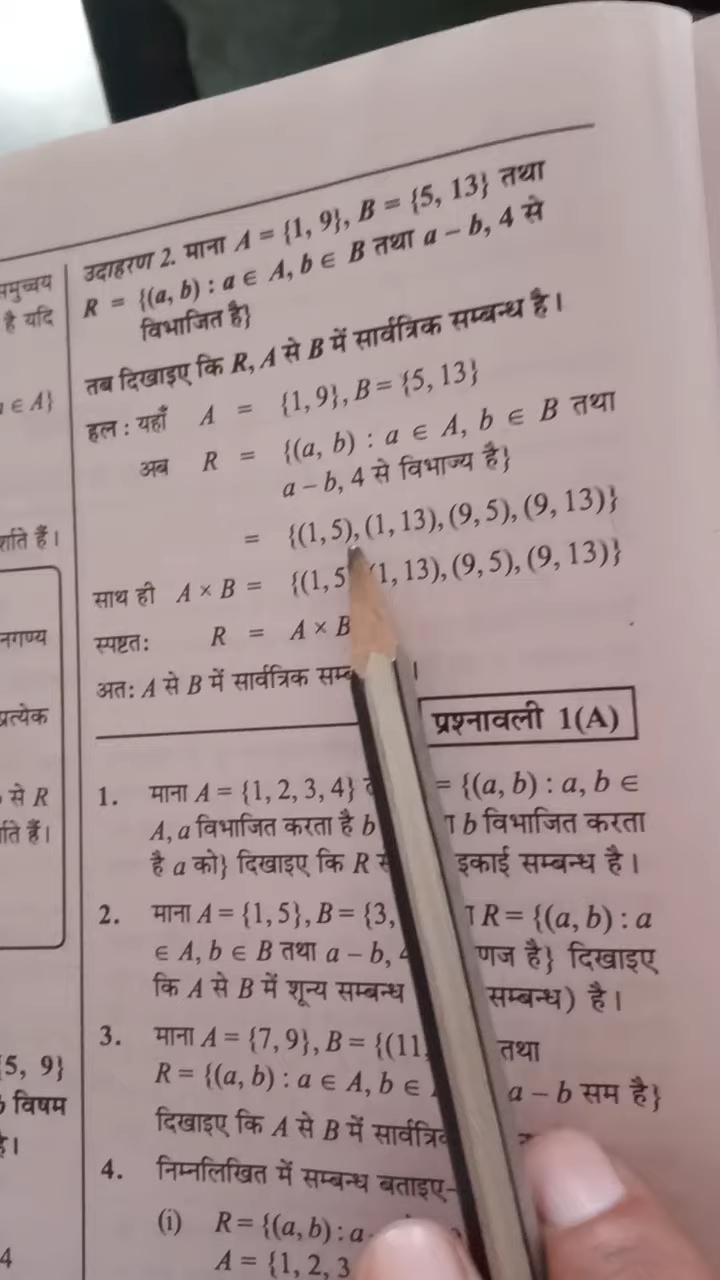 समुच्चय
है यदि
∈ A}
हैं।
नगण्य
प्रत्येक
से R
हैं।
5, 9}
विषम
4
उदाहरण 2. माना A = {1, 9}, B = {5, 13} तथा
R = {(a, b) : a ∈ A, b ∈ B तथा a – b, 4 से
विभाजित है}
तब दिखाइए कि R, A से B में सार्वत्रिक सम्बन्ध है।
हल : यहाँ A = {1, 9}, B = {5, 13}
अब R = {(a, b) : a ∈ A, b ∈ B तथा
a – b, 4 से विभाज्य है}
= {(1, 5), (1, 13), (9, 5), (9, 13)}
साथ ही A × B = {(1, 5 1, 13), (9, 5), (9, 13)}
स्पष्टत: R = A × B
अत: A से B में सार्वत्रिक ।
प्रश्नावली 1(A)
1. माना A = {1, 2, 3, 4} = {(a, b) : a, b ∈
A, a विभाजित करता है b b विभाजित करता
है a को} दिखाइए कि R इकाई सम्बन्ध है।
2. माना A = {1, 5}, B = {3, R = {(a, b) : a
∈ A, b ∈ B तथा a – b, है} दिखाइए
कि A से B में शून्य सम्बन्ध सम्बन्ध) है।
3. माना A = {7, 9}, B = {(11, तथा
R = {(a, b) : a ∈ A, b ∈ a – b सम है}
दिखाइए कि A से B में
4. निम्नलिखित में सम्बन्ध बताइए–
(i) R = {(a, b) : a
A = {1, 2, 3